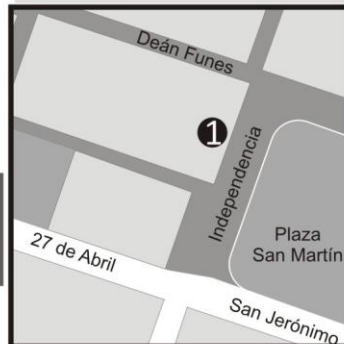 Deán Funes
1
Independencia
Plaza
San Martín
27 de Abril
San Jerónimo